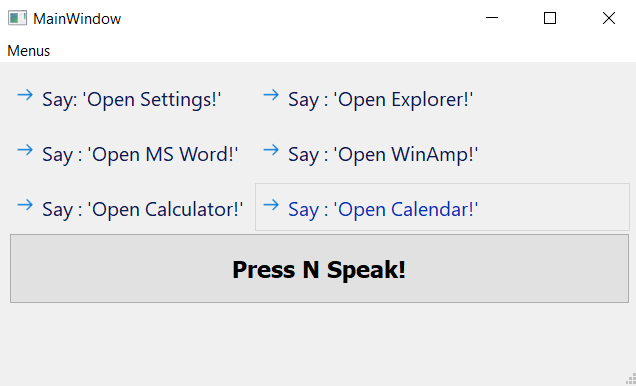 MainWindow
Menus
Say: 'Open Settings!'
Say : 'Open Explorer!'
Say : 'Open MS Word!'
Say : 'Open WinAmp!'
Say : 'Open Calculator!'
Say : 'Open Calendar!'
Press N Speak!